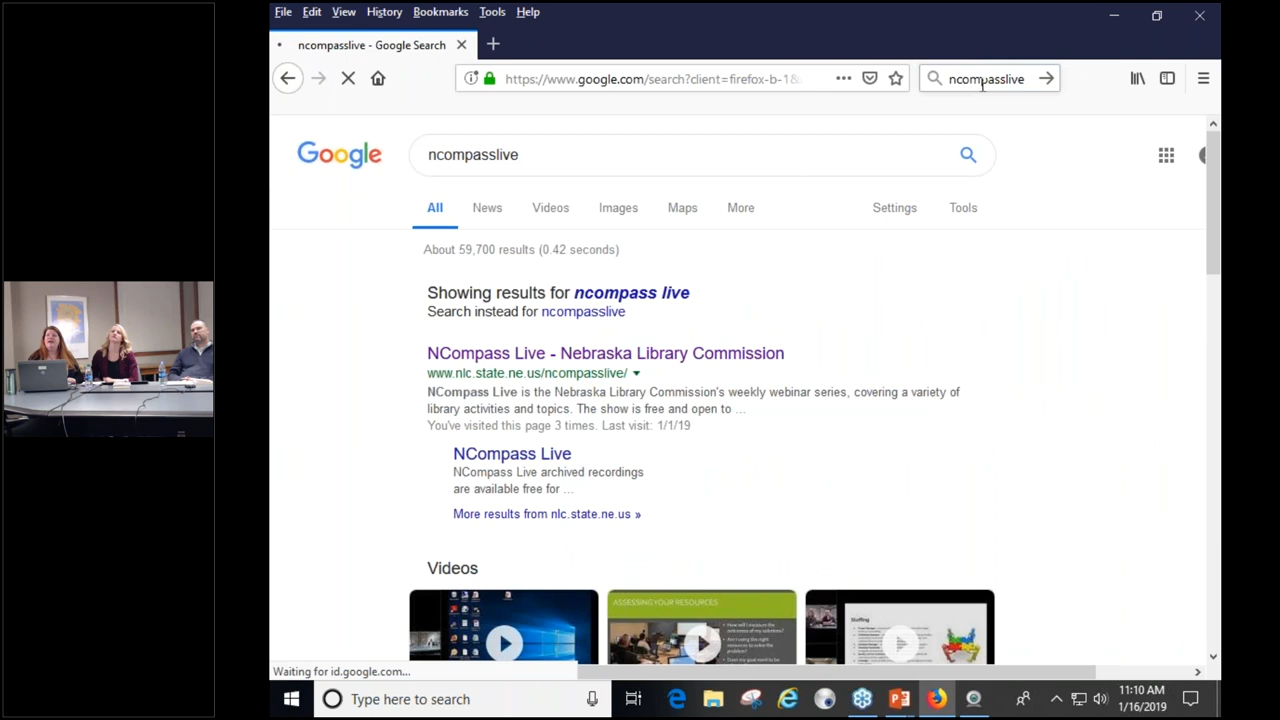 File Edit View History Bookmarks Tools Help
ncompasslive - Google Search
https://www.google.com/search?client=firefox-b-1
ncompasslive
Google
ncompasslive
All News Videos Images Maps More Settings Tools
About 59,700 results (0.42 seconds)
Showing results for ncompass live
Search instead for ncompasslive
NCompass Live - Nebraska Library Commission
www.nlc.state.ne.us/ncompasslive/
NCompass Live is the Nebraska Library Commission's weekly webinar series, covering a variety of
library activities and topics. The show is free and open to ...
You've visited this page 3 times. Last visit: 1/1/19
NCompass Live
NCompass Live archived recordings
are available free for ...
More results from nlc.state.ne.us »
Videos
ASSESSING YOUR RESOURCES
Staffing
Waiting for id.google.com...
Type here to search
11:10 AM
1/16/2019